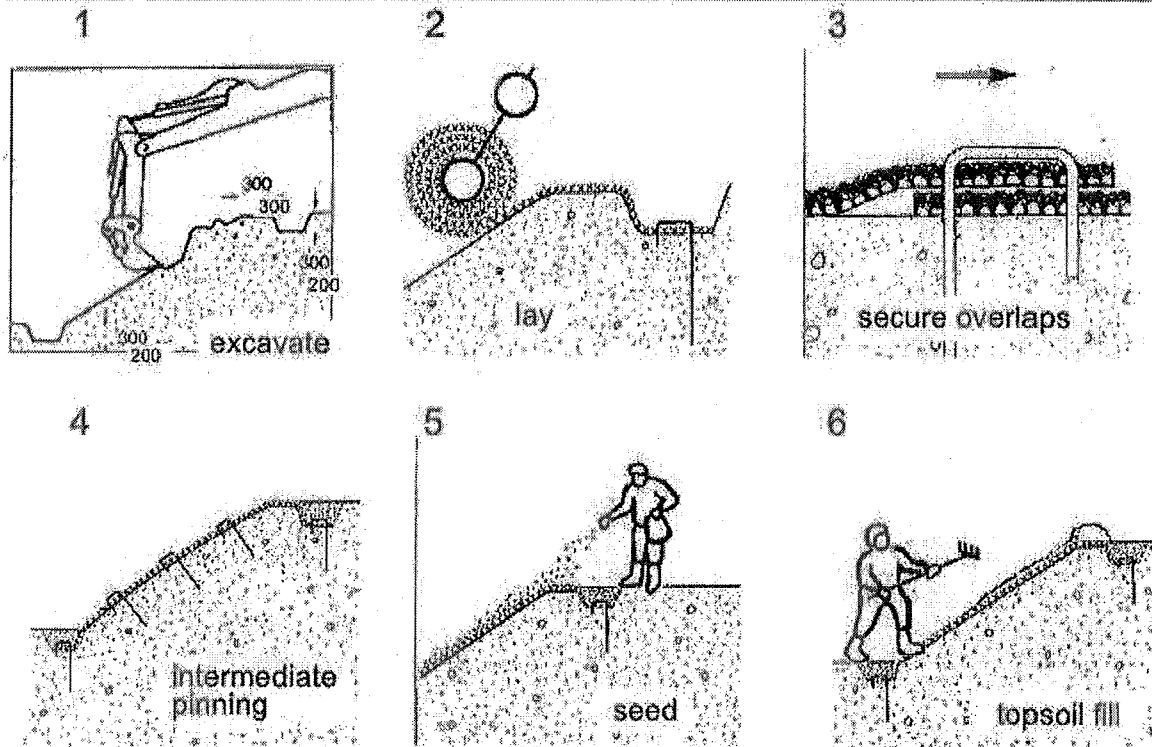 1
2
3
300
300
300
200
300
200
excavate
lay
secure overlaps
4
5
6
Intermediate
pinning
seed
topsoil fill